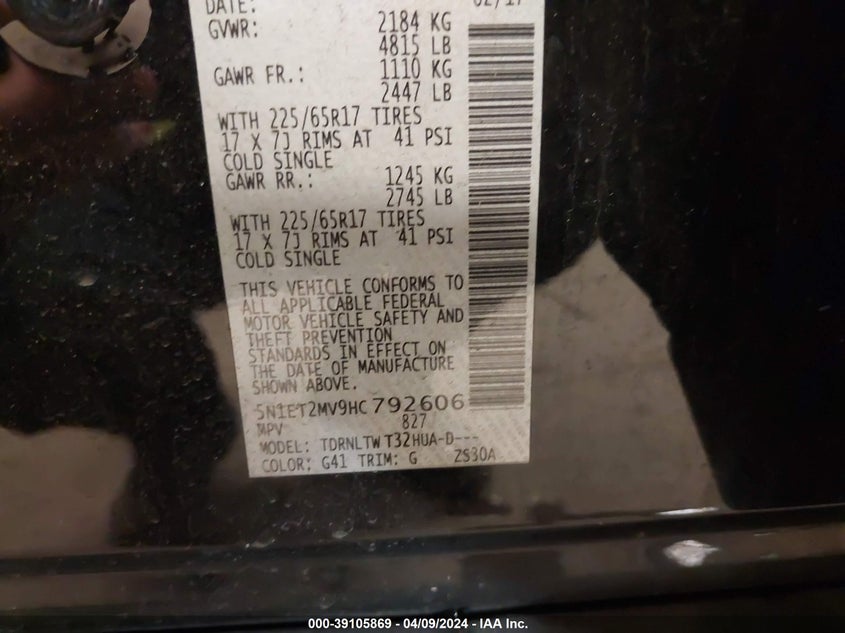 DATE: 02/17
GVWR: 2184 KG
4815 LB
GAWR FR.: 1110 KG
2447 LB
WITH 225/65R17 TIRES
17 X 7J RIMS AT 41 PSI
COLD SINGLE
GAWR RR.: 1245 KG
2745 LB
WITH 225/65R17 TIRES
17 X 7J RIMS AT 41 PSI
COLD SINGLE
THIS VEHICLE CONFORMS TO
ALL APPLICABLE FEDERAL
MOTOR VEHICLE SAFETY AND
THEFT PREVENTION
STANDARDS IN EFFECT ON
THE DATE OF MANUFACTURE
SHOWN ABOVE.
5N1ET2MV9HC792606
MPV 827
MODEL: TDRNLTW T32HUA-D---
COLOR: G41 TRIM: G ZS30A
000-39105869 - 04/09/2024 - IAA Inc.